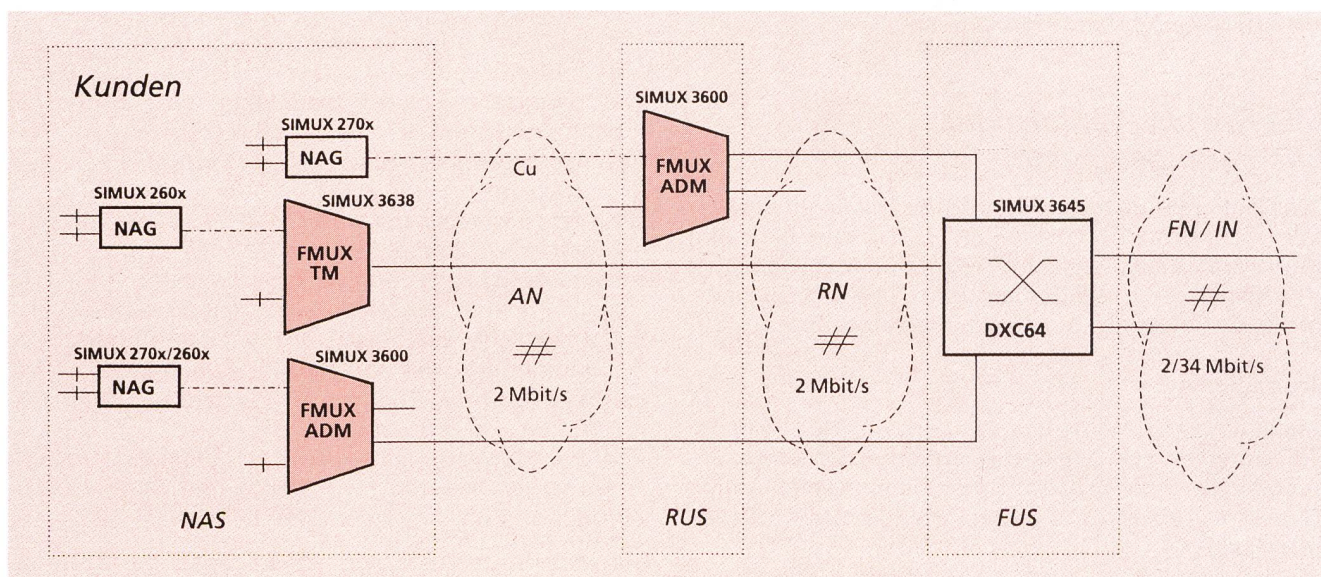 Kunden
SIMUX 270x
NAG
SIMUX 260x
NAG
SIMUX 3638
FMUX
TM
SIMUX 270x/260x
NAG
SIMUX 3600
FMUX
ADM
NAS
Cu
AN
2 Mbit/s
SIMUX 3600
FMUX
ADM
RUS
RN
2 Mbit/s
SIMUX 3645
DXC64
FUS
FN / IN
2/34 Mbit/s